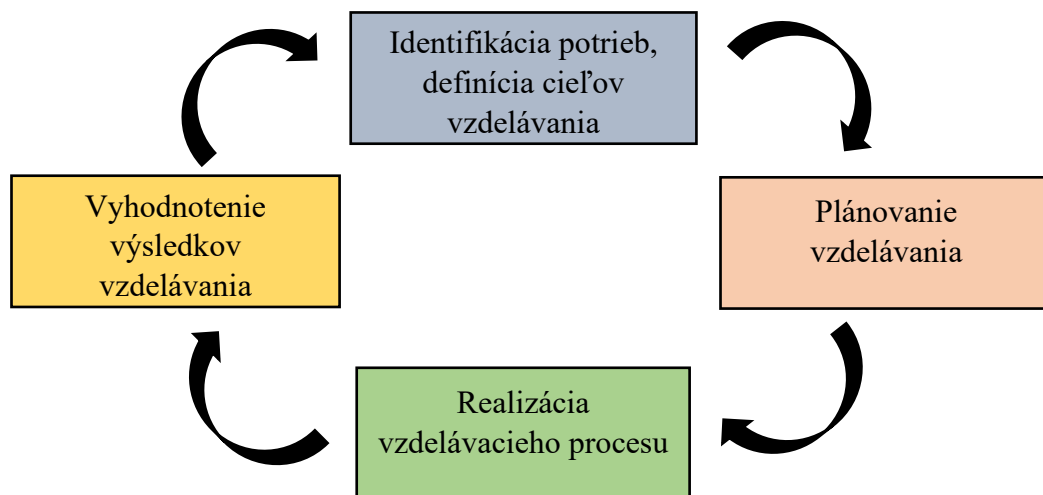 Identifikácia potrieb,
definícia cieľov
vzdelávania
Vyhodnotenie
výsledkov
vzdelávania
Plánovanie
vzdelávania
Realizácia
vzdelávacieho procesu